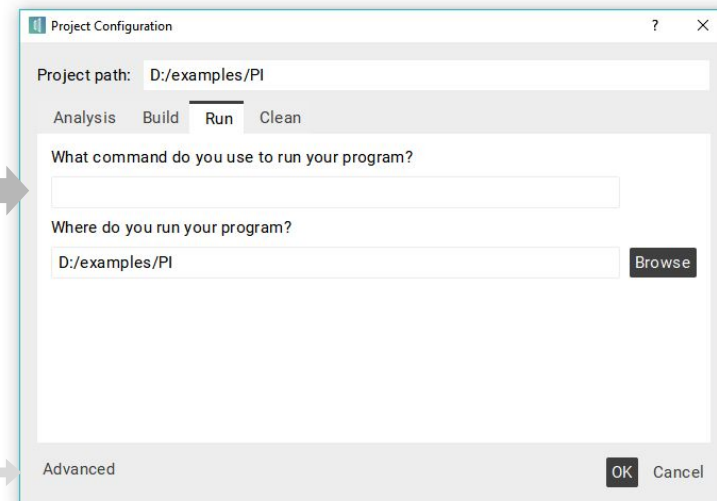 Project Configuration ? ×
Project path: D:/examples/PI
Analysis Build Run Clean
What command do you use to run your program?
Where do you run your program?
D:/examples/PI Browse
Advanced OK Cancel